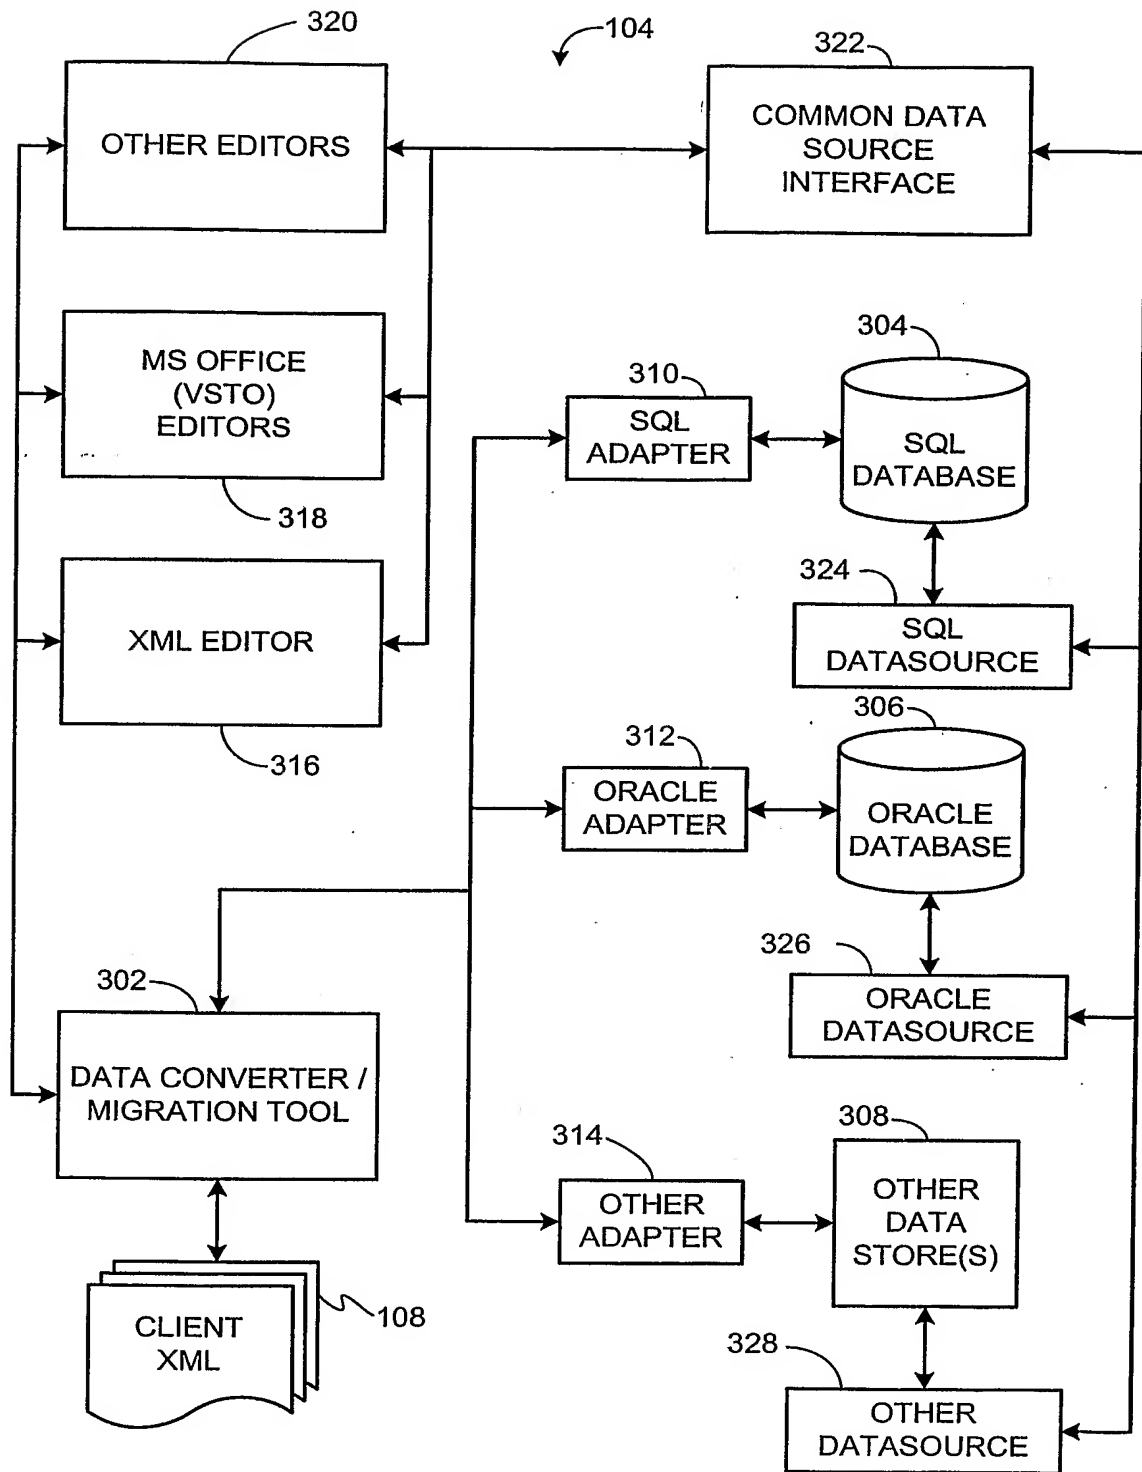 320
104
322
OTHER EDITORS
COMMON DATA
SOURCE
INTERFACE
MS OFFICE
(VSTO)
EDITORS
318
304
310
SQL
ADAPTER
SQL
DATABASE
324
SQL
DATASOURCE
XML EDITOR
316
306
312
ORACLE
ADAPTER
ORACLE
DATABASE
326
ORACLE
DATASOURCE
302
DATA CONVERTER /
MIGRATION TOOL
308
314
OTHER
ADAPTER
OTHER
DATA
STORE(S)
108
CLIENT
XML
328
OTHER
DATASOURCE